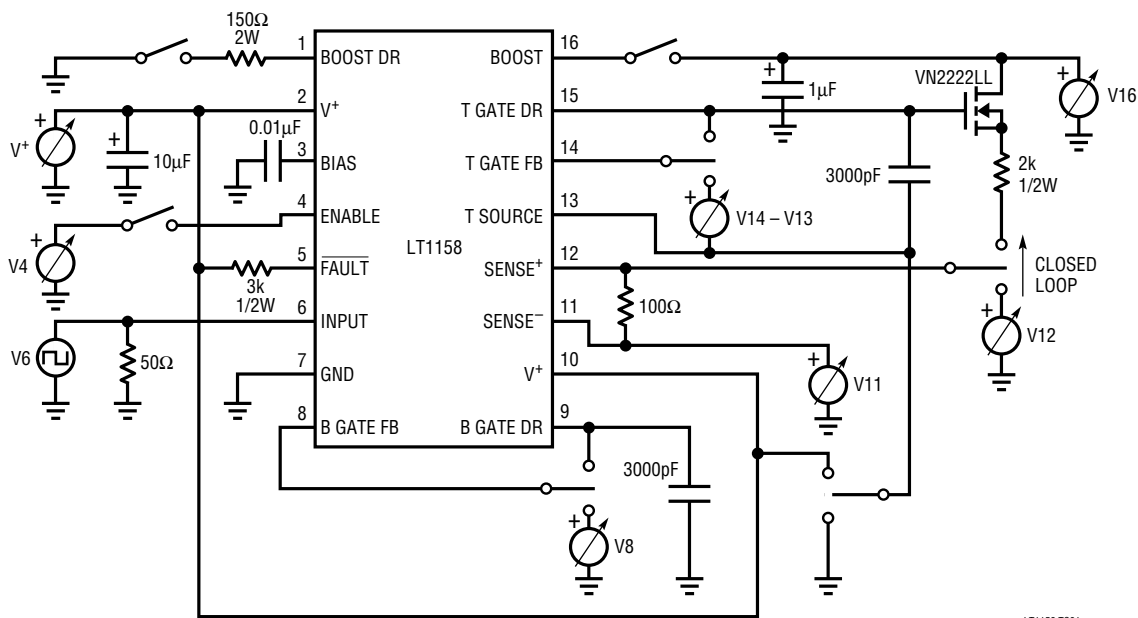 150Ω
2W
1
BOOST DR
BOOST
16
VN2222LL
V16
2
V+
T GATE DR
15
1µF
V+
10µF
0.01µF
3
BIAS
T GATE FB
14
3000pF
2k
1/2W
4
ENABLE
T SOURCE
13
V14 – V13
V4
LT1158
5
FAULT
SENSE+
12
CLOSED
LOOP
3k
1/2W
100Ω
6
INPUT
SENSE–
11
V12
V6
50Ω
7
GND
V+
10
V11
8
B GATE FB
B GATE DR
9
3000pF
V8